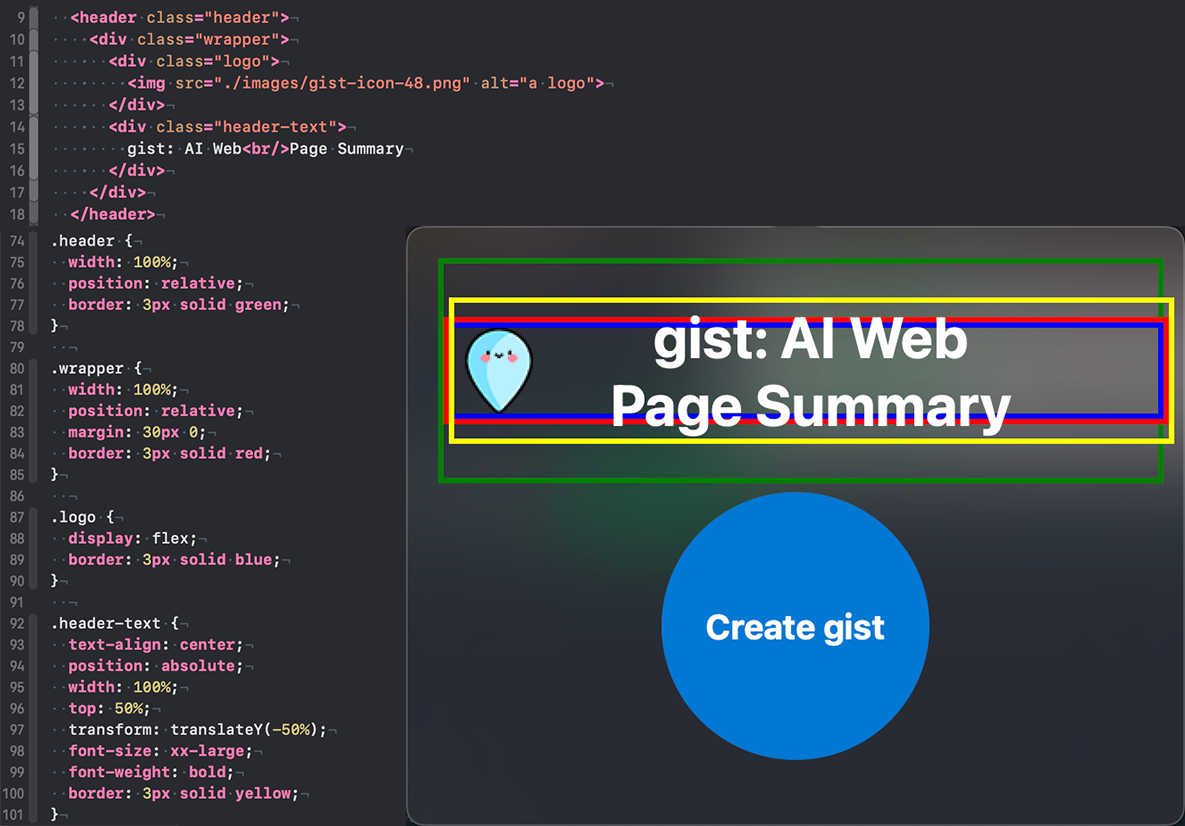 9 <header class="header">¬
10 <div class="wrapper">¬
11 <div class="logo">¬
12 <img src="./images/gist-icon-48.png" alt="a logo">¬
13 </div>¬
14 <div class="header-text">¬
15 gist: AI Web<br/>Page Summary¬
16 </div>¬
17 </div>¬
18 </header>¬
74 .header {¬
75 width: 100%;¬
76 position: relative;¬
77 border: 3px solid green;¬
78 }¬
79 ¬
80 .wrapper {¬
81 width: 100%;¬
82 position: relative;¬
83 margin: 30px 0;¬
84 border: 3px solid red;¬
85 }¬
86 ¬
87 .logo {¬
88 display: flex;¬
89 border: 3px solid blue;¬
90 }¬
91 ¬
92 .header-text {¬
93 text-align: center;¬
94 position: absolute;¬
95 width: 100%;¬
96 top: 50%;¬
97 transform: translateY(-50%);¬
98 font-size: xx-large;¬
99 font-weight: bold;¬
100 border: 3px solid yellow;¬
101 }¬
gist: AI Web
Page Summary
Create gist